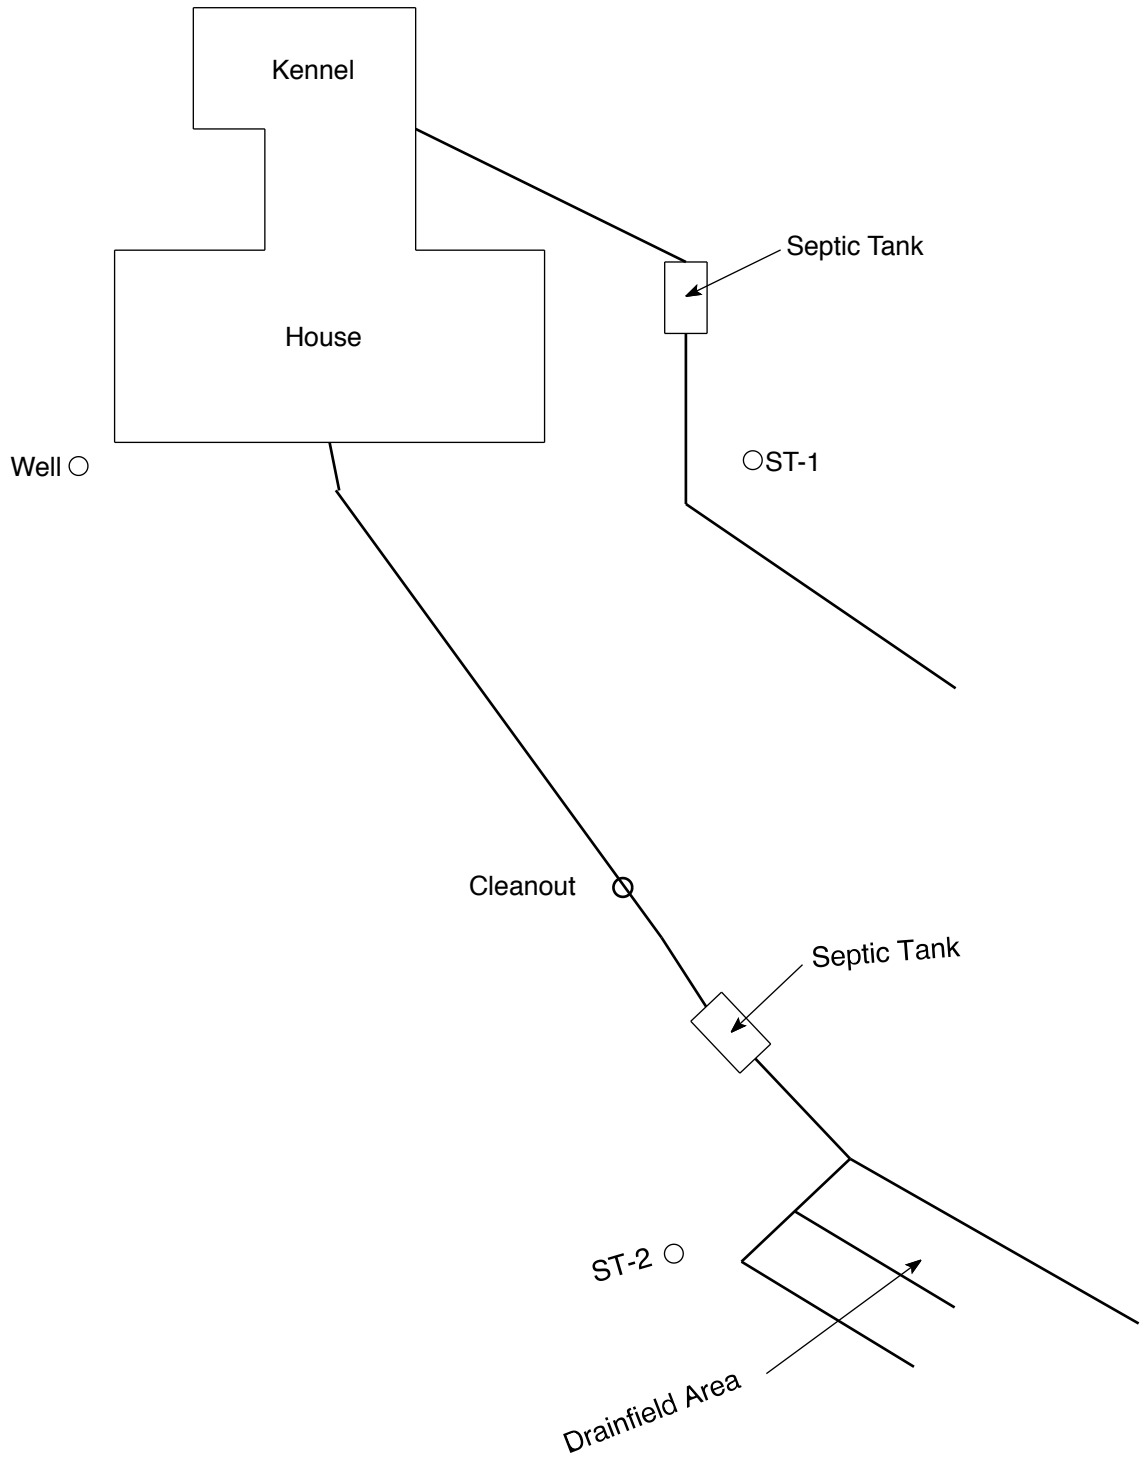 Kennel
Septic Tank
House
Well
ST-1
Cleanout
Septic Tank
ST-2
Drainfield Area